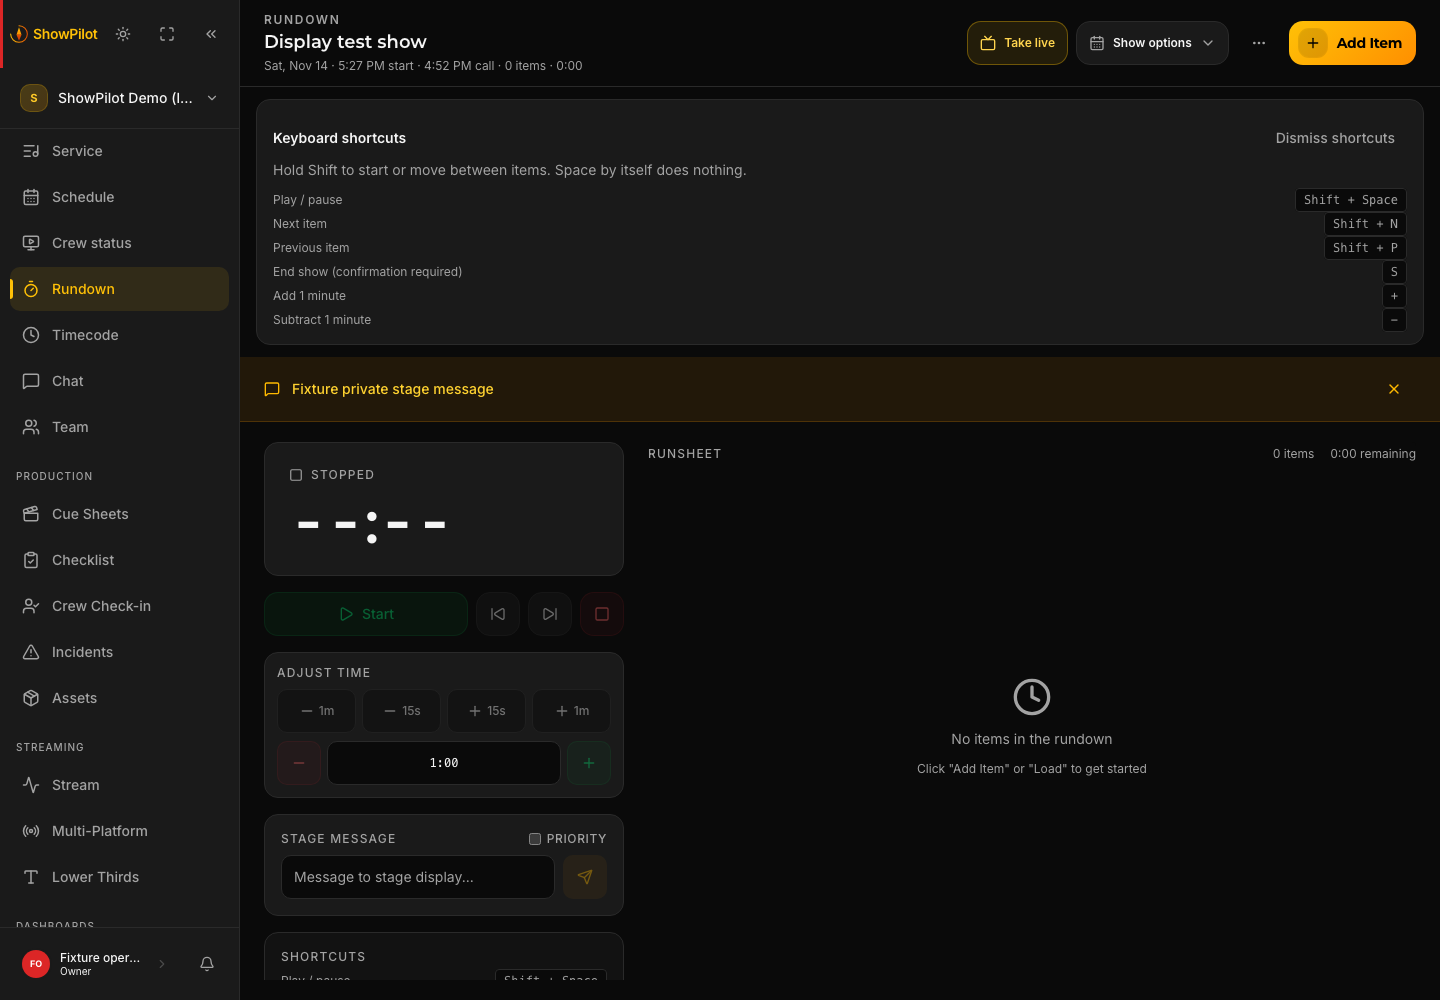 ShowPilot
S
ShowPilot Demo (I...
Service
Schedule
Crew status
Rundown
Timecode
Chat
Team
PRODUCTION
Cue Sheets
Checklist
Crew Check-in
Incidents
Assets
STREAMING
Stream
Multi-Platform
Lower Thirds
DASHBOARDS
FO
Fixture oper...
Owner
RUNDOWN
Display test show
Sat, Nov 14 · 5:27 PM start · 4:52 PM call · 0 items · 0:00
Take live
Show options
Add Item
Keyboard shortcuts
Dismiss shortcuts
Hold Shift to start or move between items. Space by itself does nothing.
Play / pause Shift + Space
Next item Shift + N
Previous item Shift + P
End show (confirmation required) S
Add 1 minute +
Subtract 1 minute −
Fixture private stage message
STOPPED
--:--
Start
ADJUST TIME
− 1m − 15s + 15s + 1m
− 1:00 +
STAGE MESSAGE PRIORITY
Message to stage display...
SHORTCUTS
Play / pause Shift + Space
RUNSHEET 0 items 0:00 remaining
No items in the rundown
Click "Add Item" or "Load" to get started